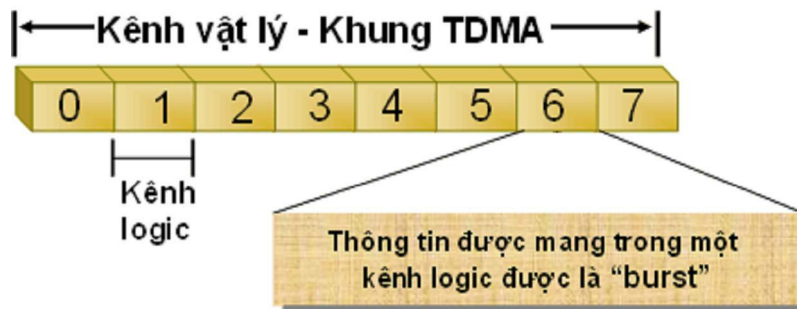 Kênh vật lý - Khung TDMA
0 1 2 3 4 5 6 7
Kênh
logic
Thông tin được mang trong một
kênh logic được là “burst”